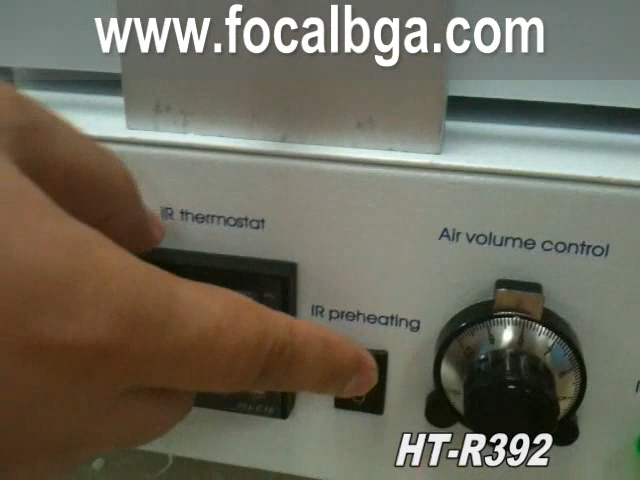 www.focalbga.com
IR thermostat
Air volume control
IR preheating
HT-R392